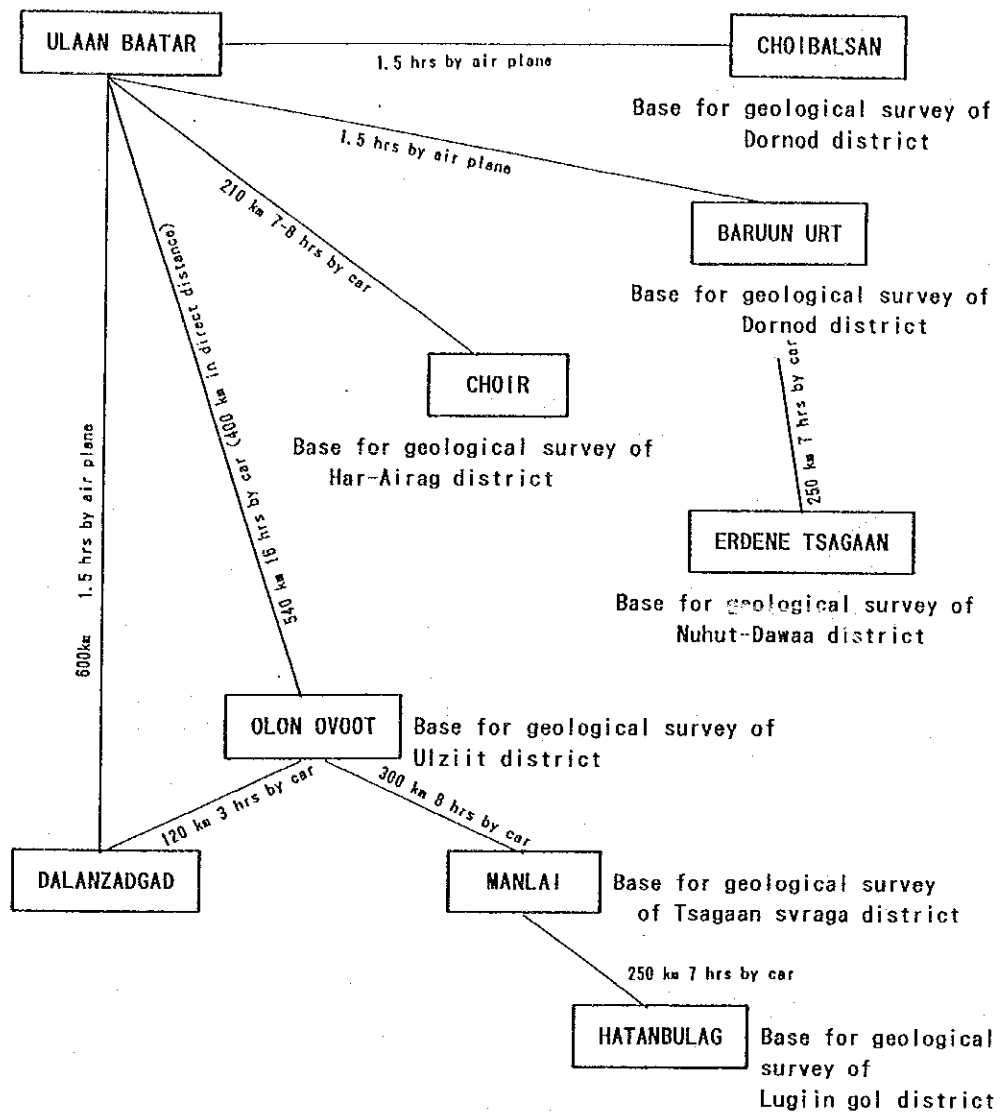 ULAAN BAATAR
CHOIBALSAN
1.5 hrs by air plane
Base for geological survey of
Dornod district
1.5 hrs by air plane
BARUUN URT
210 km 7-8 hrs by car
Base for geological survey of
Dornod district
540 km 16 hrs by car (400 km in direct distance)
CHOIR
Base for geological survey of
Har-Airag district
250 km 7 hrs by car
600km 1.5 hrs by air plane
ERDENE TSAGAAN
Base for geological survey of
Nuhut-Dawaa district
OLON OVOOT
Base for geological survey of
Ulziit district
120 km 3 hrs by car
300 km 8 hrs by car
DALANZADGAD
MANLAI
Base for geological survey
of Tsagaan svraga district
250 km 7 hrs by car
HATANBULAG
Base for geological
survey of
Lugiin gol district